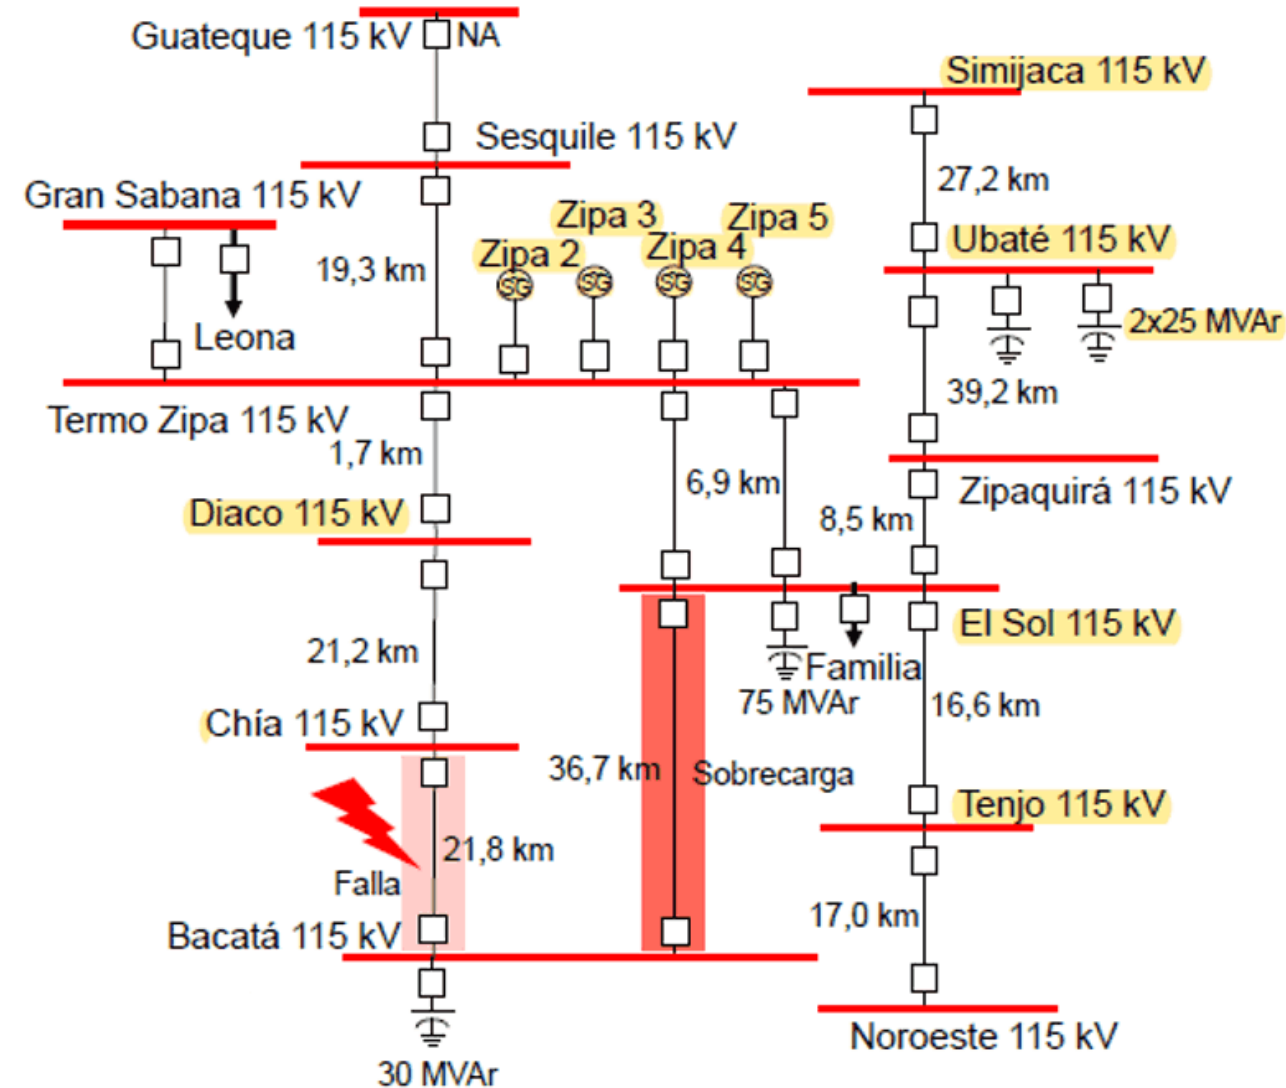 Guateque 115 kV
NA
Simijaca 115 kV
Sesquile 115 kV
27,2 km
Gran Sabana 115 kV
Zipa 2
Zipa 3
Zipa 4
Zipa 5
Ubaté 115 kV
19,3 km
SG
SG
SG
SG
Leona
2x25 MVAr
39,2 km
Termo Zipa 115 kV
1,7 km
6,9 km
Zipaquirá 115 kV
Diaco 115 kV
8,5 km
El Sol 115 kV
21,2 km
Familia
75 MVAr
16,6 km
Chía 115 kV
36,7 km
Sobrecarga
Tenjo 115 kV
21,8 km
Falla
17,0 km
Bacatá 115 kV
Noroeste 115 kV
30 MVAr